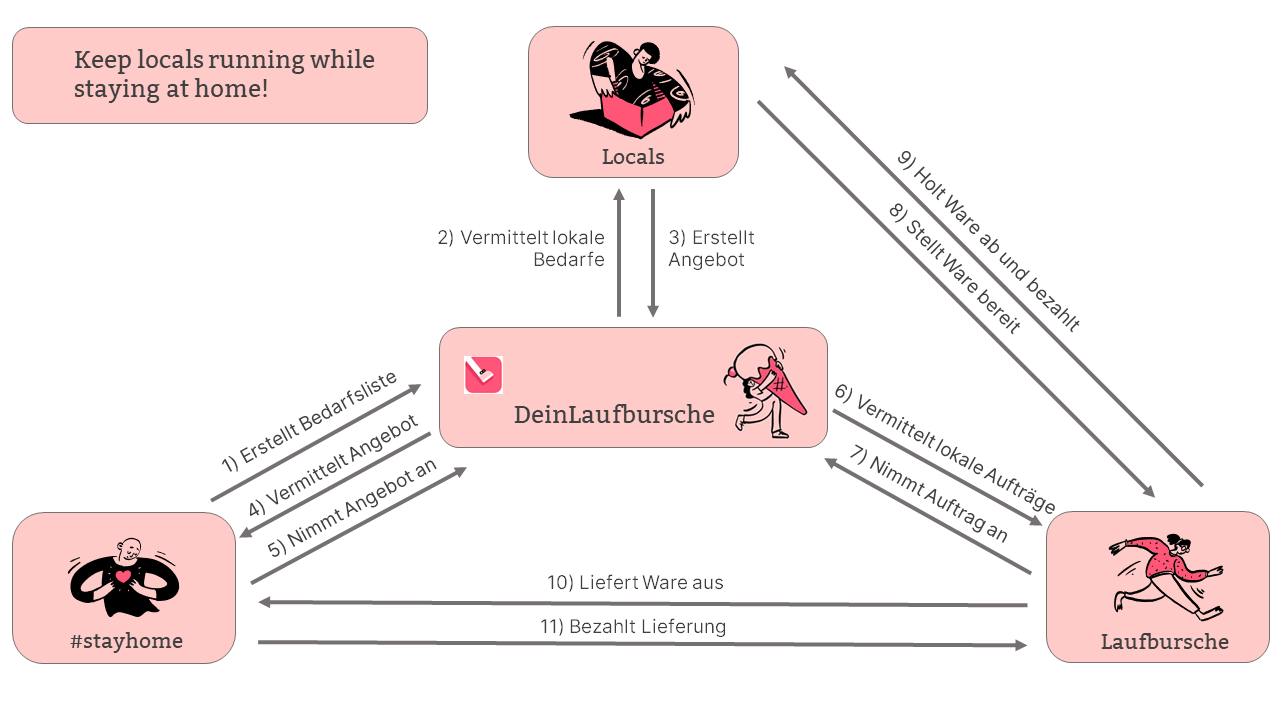 Keep locals running while
staying at home!
Locals
2) Vermittelt lokale
Bedarfe
3) Erstellt
Angebot
9) Holt Ware ab und bezahlt
8) Stellt Ware bereit
DeinLaufbursche
1) Erstellt Bedarfsliste
4) Vermittelt Angebot
5) Nimmt Angebot an
6) Vermittelt lokale Aufträge
7) Nimmt Auftrag an
10) Liefert Ware aus
11) Bezahlt Lieferung
#stayhome
Laufbursche